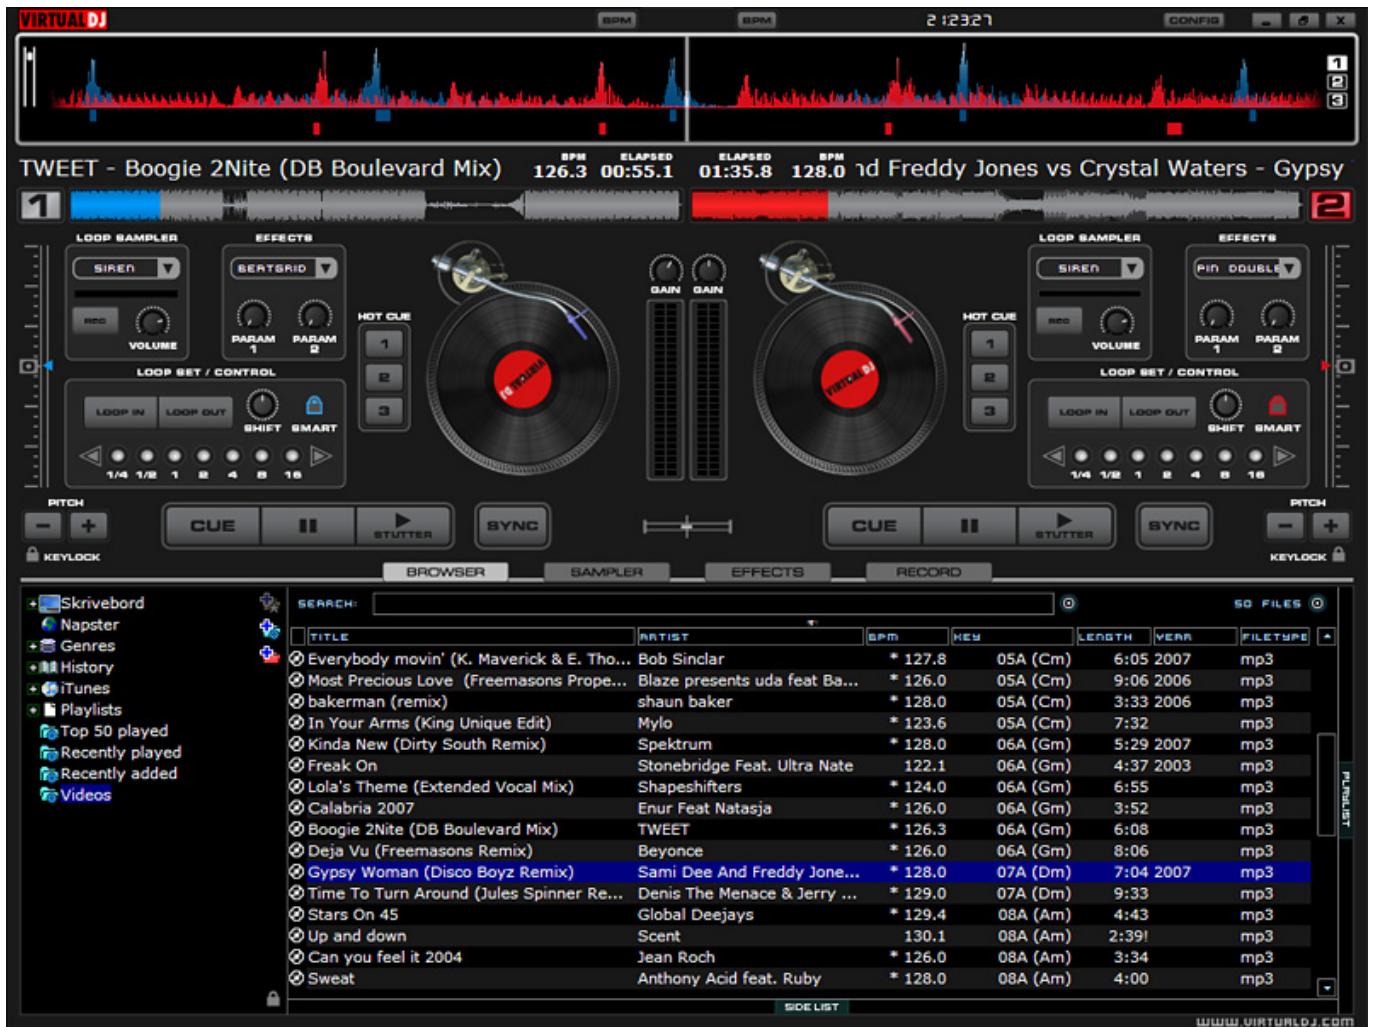 VIRTUAL DJ BPM BPM 21:23:27 CONFIG X
1
2
3
TWEET - Boogie 2Nite (DB Boulevard Mix) BPM 126.3 ELAPSED 00:55.1 ELAPSED 01:35.8 BPM 128.0 nd Freddy Jones vs Crystal Waters - Gypsy
1 2
LOOP SAMPLER EFFECTS LOOP SAMPLER EFFECTS
SIREN BEATGRID SIREN PIN DOUBLE
GAIN GAIN
REC VOLUME PARAM 1 PARAM 2 HOT CUE HOT CUE REC VOLUME PARAM 1 PARAM 2
1 1
LOOP SET / CONTROL 2 VIRTUAL DJ VIRTUAL DJ 2 LOOP SET / CONTROL
LOOP IN LOOP OUT SHIFT SMART 3 3 LOOP IN LOOP OUT SHIFT SMART
1/4 1/2 1 2 4 8 16 1/4 1/2 1 2 4 8 16
PITCH PITCH
- + CUE STUTTER SYNC CUE STUTTER SYNC - +
KEYLOCK KEYLOCK
BROWSER SAMPLER EFFECTS RECORD
Skrivebord
Napster
Genres
History
iTunes
Playlists
Top 50 played
Recently played
Recently added
Videos
SEARCH: 50 FILES
TITLE ARTIST BPM KEY LENGTH YEAR FILETYPE
Everybody movin' (K. Maverick & E. Tho... Bob Sinclar * 127.8 05A (Cm) 6:05 2007 mp3
Most Precious Love (Freemasons Prope... Blaze presents uda feat Ba... * 126.0 05A (Cm) 9:06 2006 mp3
bakerman (remix) shaun baker * 128.0 05A (Cm) 3:33 2006 mp3
In Your Arms (King Unique Edit) Mylo * 123.6 05A (Cm) 7:32 mp3
Kinda New (Dirty South Remix) Spektrum * 128.0 06A (Gm) 5:29 2007 mp3
Freak On Stonebridge Feat. Ultra Nate 122.1 06A (Gm) 4:37 2003 mp3
Lola's Theme (Extended Vocal Mix) Shapeshifters * 124.0 06A (Gm) 6:55 mp3
Calabria 2007 Enur Feat Natasja * 126.0 06A (Gm) 3:52 mp3
Boogie 2Nite (DB Boulevard Mix) TWEET * 126.3 06A (Gm) 6:08 mp3
Deja Vu (Freemasons Remix) Beyonce * 126.0 06A (Gm) 8:06 mp3
Gypsy Woman (Disco Boyz Remix) Sami Dee And Freddy Jone... * 128.0 07A (Dm) 7:04 2007 mp3
Time To Turn Around (Jules Spinner Re... Denis The Menace & Jerry ... * 129.0 07A (Dm) 9:33 mp3
Stars On 45 Global Deejays * 129.4 08A (Am) 4:43 mp3
Up and down Scent 130.1 08A (Am) 2:39! mp3
Can you feel it 2004 Jean Roch * 126.0 08A (Am) 3:34 mp3
Sweat Anthony Acid feat. Ruby * 128.0 08A (Am) 4:00 mp3
PLAYLIST
SIDE LIST
WWW.VIRTUALDJ.COM